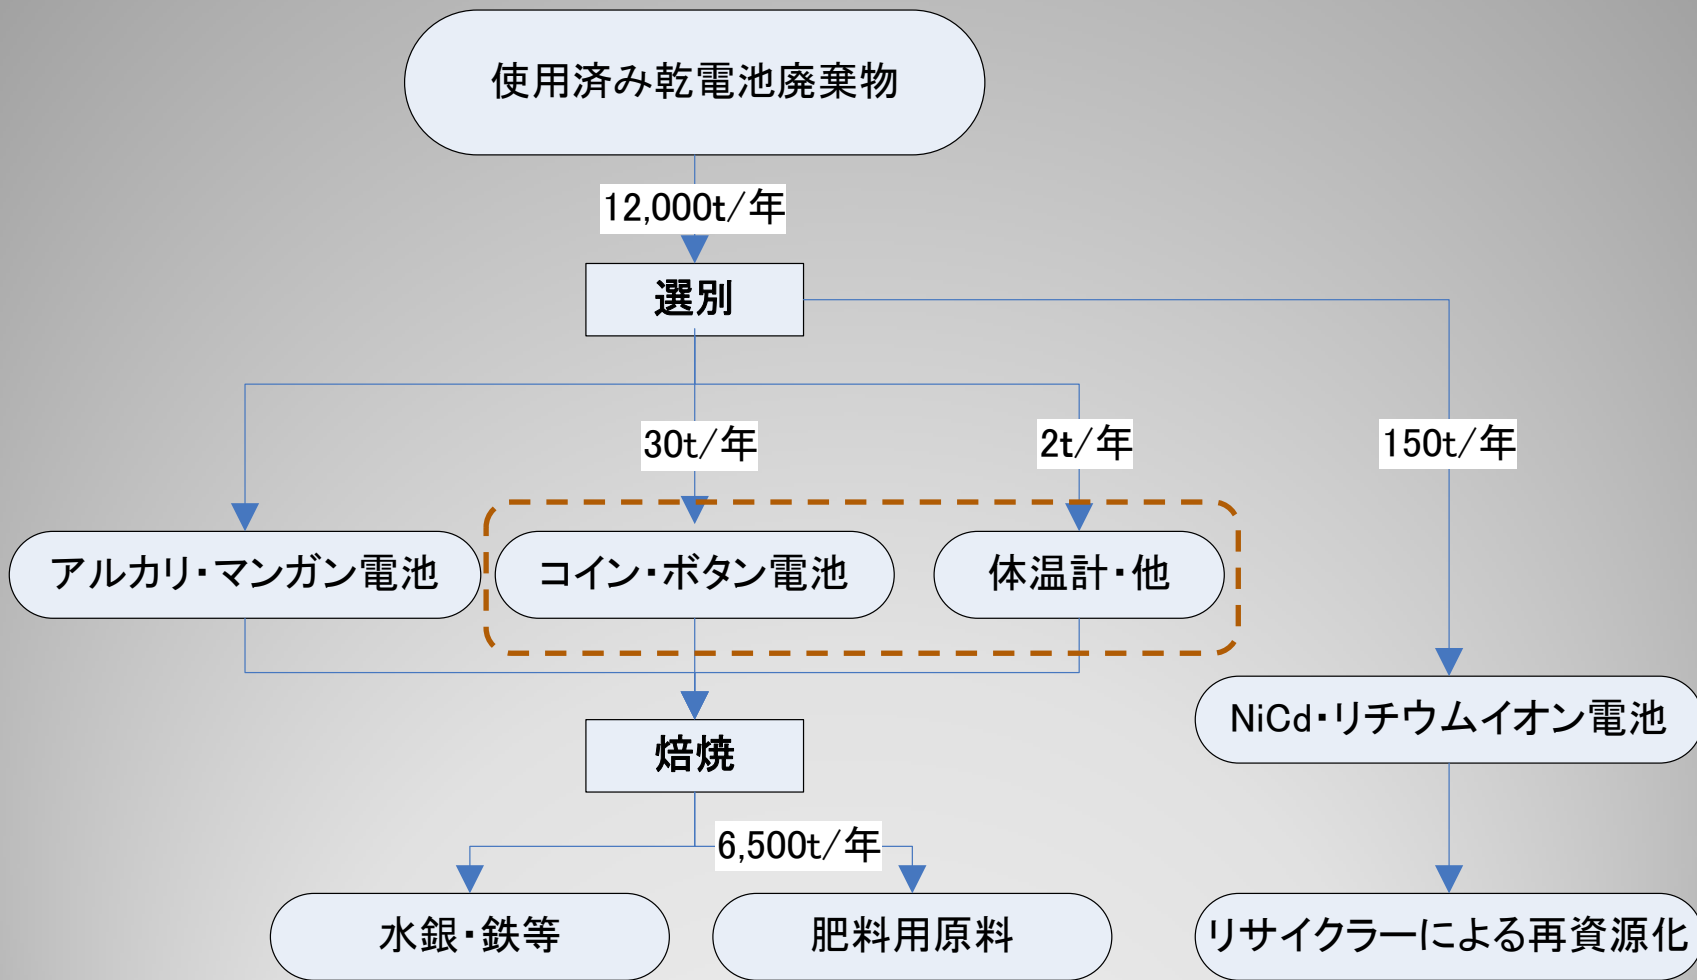 使用済み乾電池廃棄物
12,000t/年
選別
30t/年
2t/年
150t/年
アルカリ・マンガン電池
コイン・ボタン電池
体温計・他
NiCd・リチウムイオン電池
焙焼
6,500t/年
水銀・鉄等
肥料用原料
リサイクラーによる再資源化